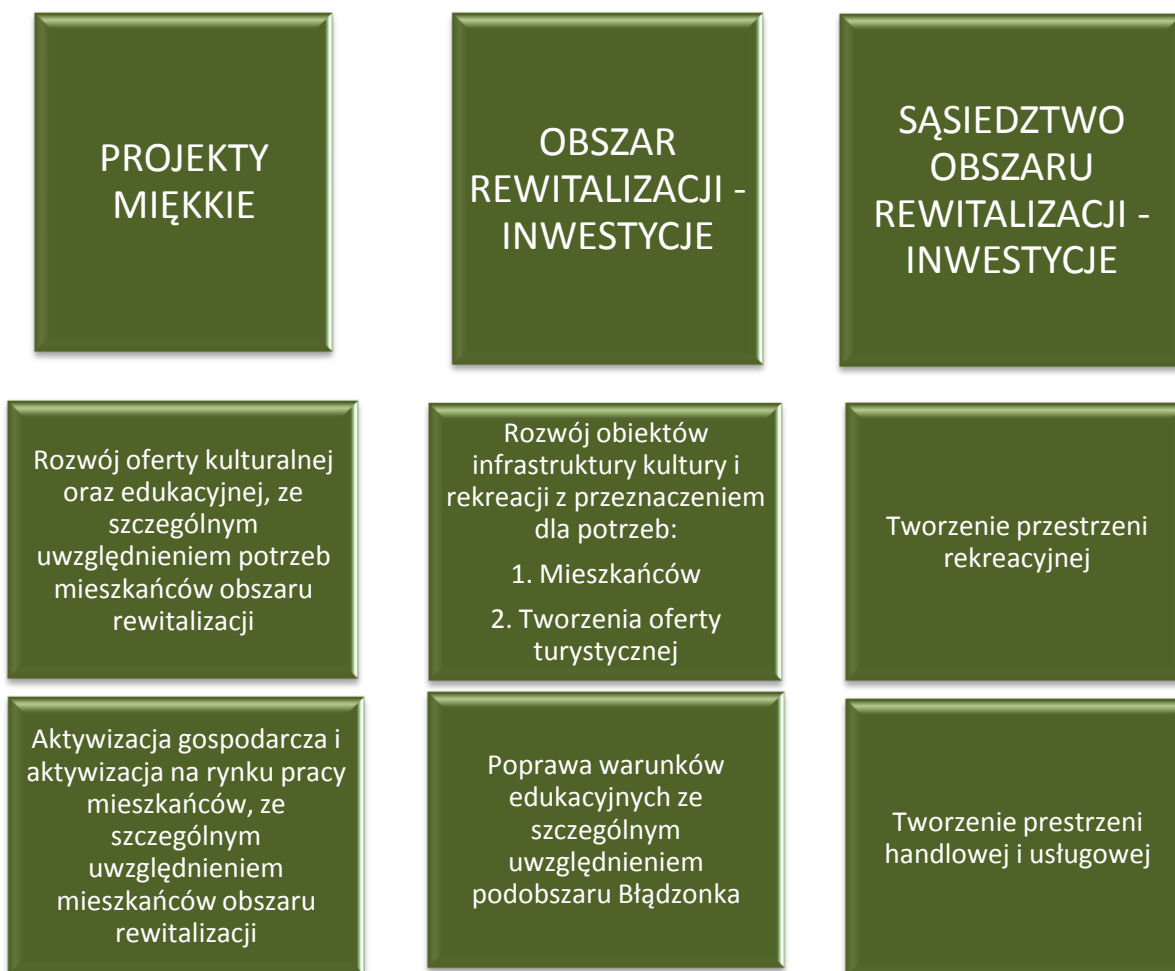 PROJEKTY
MIĘKKIE
OBSZAR
REWITALIZACJI -
INWESTYCJE
SĄSIEDZTWO
OBSZARU
REWITALIZACJI -
INWESTYCJE
Rozwój oferty kulturalnej
oraz edukacyjnej, ze
szczególnym
uwzględnieniem potrzeb
mieszkańców obszaru
rewitalizacji
Rozwój obiektów
infrastruktury kultury i
rekreacji z przeznaczeniem
dla potrzeb:
1. Mieszkańców
2. Tworzenia oferty
turystycznej
Tworzenie przestrzeni
rekreacyjnej
Aktywizacja gospodarcza i
aktywizacja na rynku pracy
mieszkańców, ze
szczególnym
uwzględnieniem
mieszkańców obszaru
rewitalizacji
Poprawa warunków
edukacyjnych ze
szczególnym
uwzględnieniem
podobszaru Błądzonka
Tworzenie prestrzeni
handlowej i usługowej